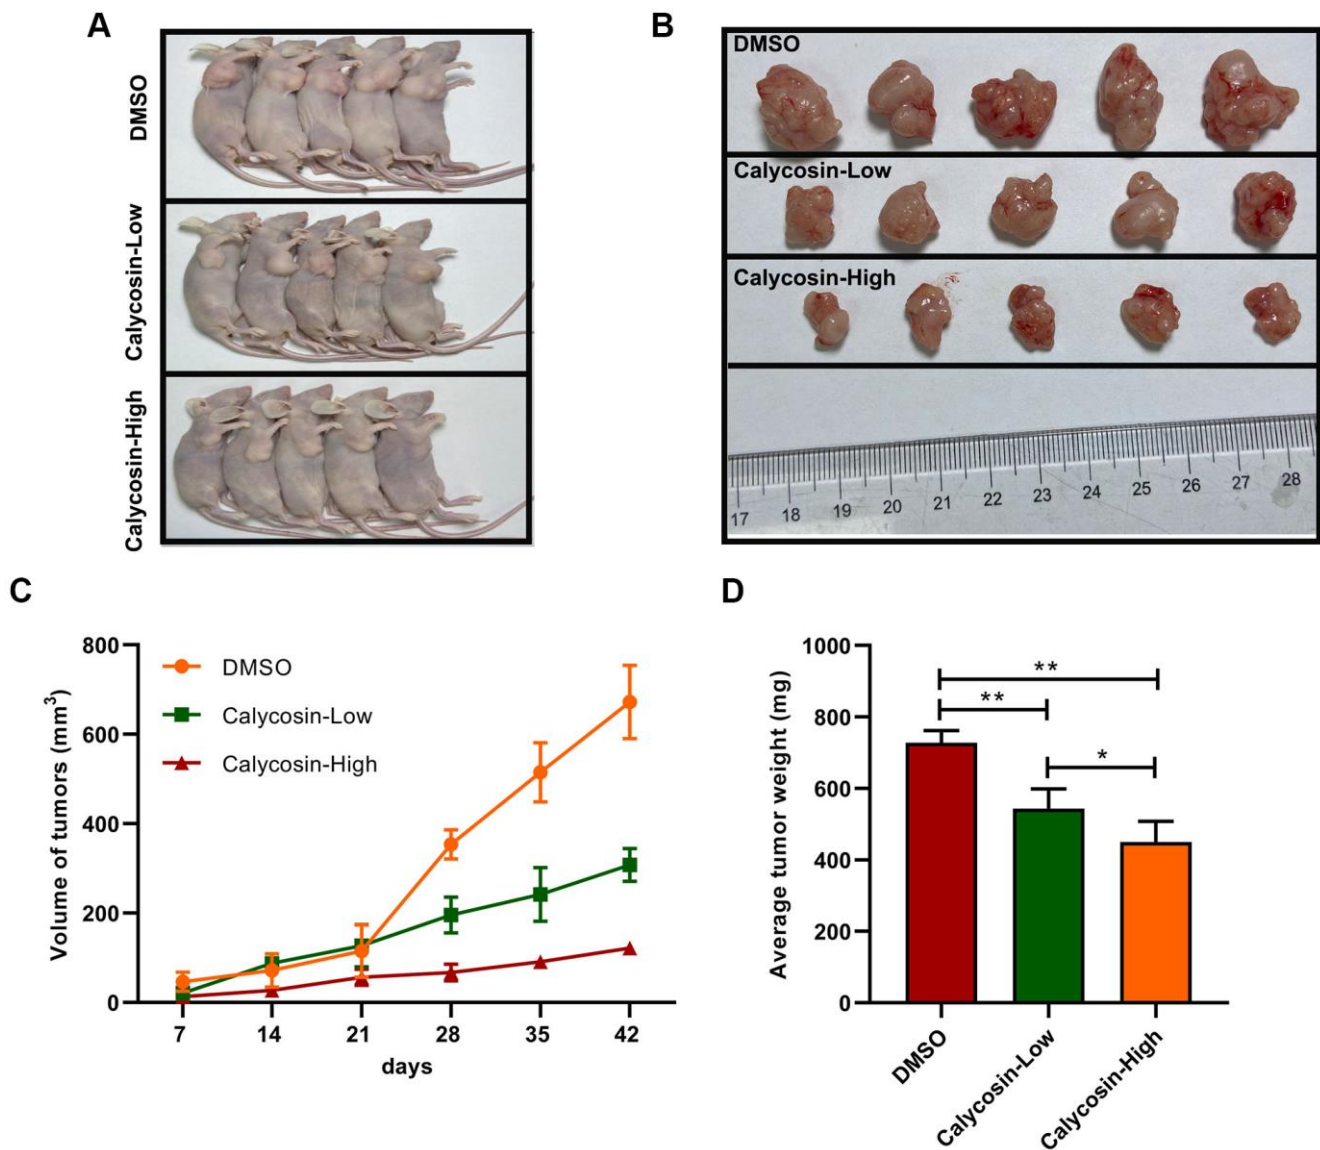 A
DMSO
Calycosin-Low
Calycosin-High
B
DMSO
Calycosin-Low
Calycosin-High
17 18 19 20 21 22 23 24 25 26 27 28
C
Volume of tumors (mm³)
800
600
400
200
0
DMSO
Calycosin-Low
Calycosin-High
7 14 21 28 35 42
days
D
Average tumor weight (mg)
1000
800
600
400
200
0
**
**
*
DMSO
Calycosin-Low
Calycosin-High